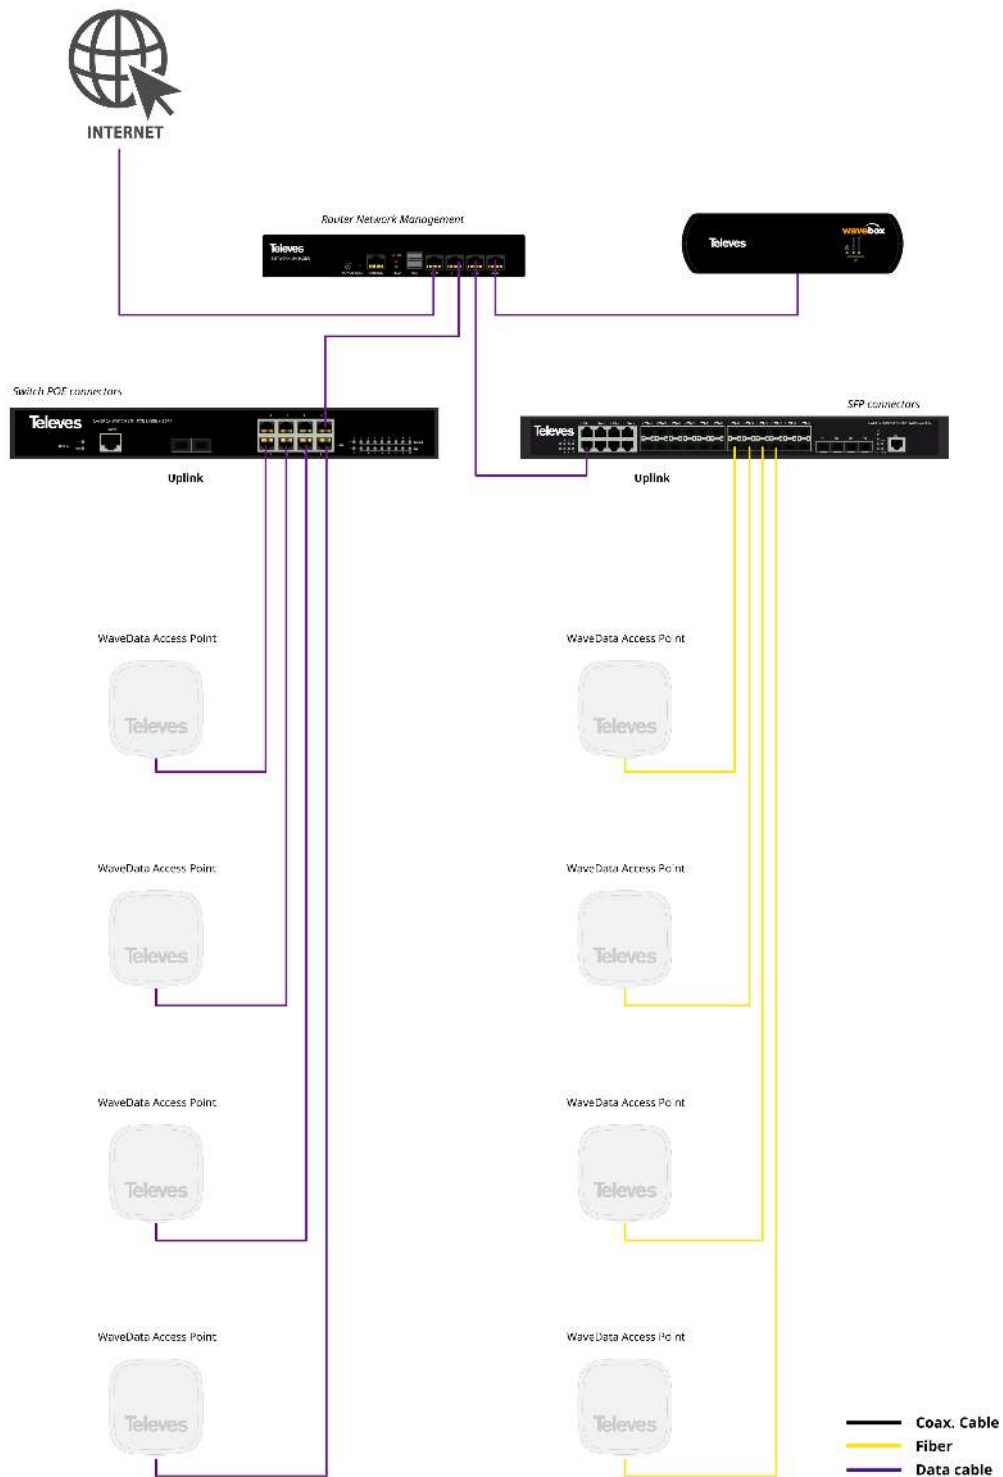 INTERNET
Router Network Management
Televes
Televes
wavebox
Switch POE connectors
SFP connectors
Televes
Televes
Uplink
Uplink
WaveData Access Point
WaveData Access Point
Televes
Televes
WaveData Access Point
WaveData Access Point
Televes
Televes
WaveData Access Point
WaveData Access Point
Televes
Televes
WaveData Access Point
WaveData Access Point
Televes
Televes
Coax. Cable
Fiber
Data cable